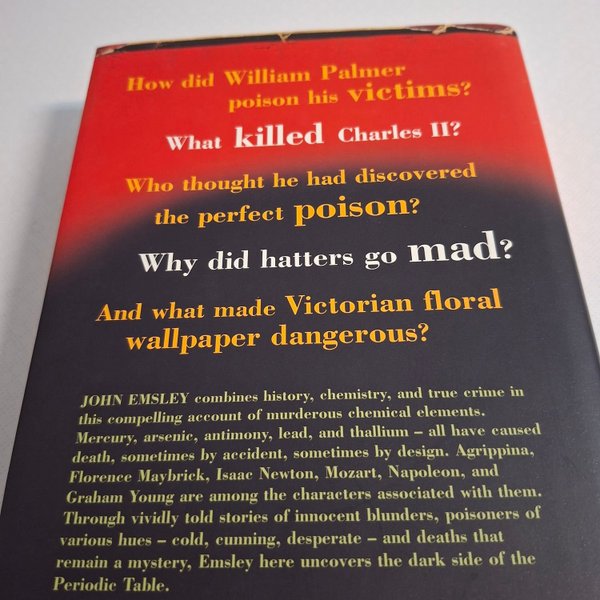 How did William Palmer
poison his victims?
What killed Charles II?
Who thought he had discovered
the perfect poison?
Why did hatters go mad?
And what made Victorian floral
wallpaper dangerous?
JOHN EMSLEY combines history, chemistry, and true crime in
this compelling account of murderous chemical elements.
Mercury, arsenic, antimony, lead, and thallium – all have caused
death, sometimes by accident, sometimes by design. Agrippina,
Florence Maybrick, Isaac Newton, Mozart, Napoleon, and
Graham Young are among the characters associated with them.
Through vividly told stories of innocent blunders, poisoners of
various hues – cold, cunning, desperate – and deaths that
remain a mystery, Emsley here uncovers the dark side of the
Periodic Table.